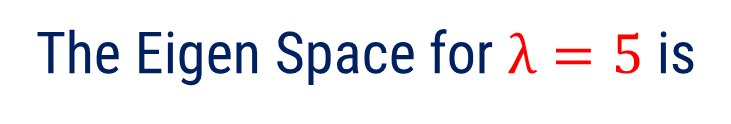 The Eigen Space for λ = 5 is